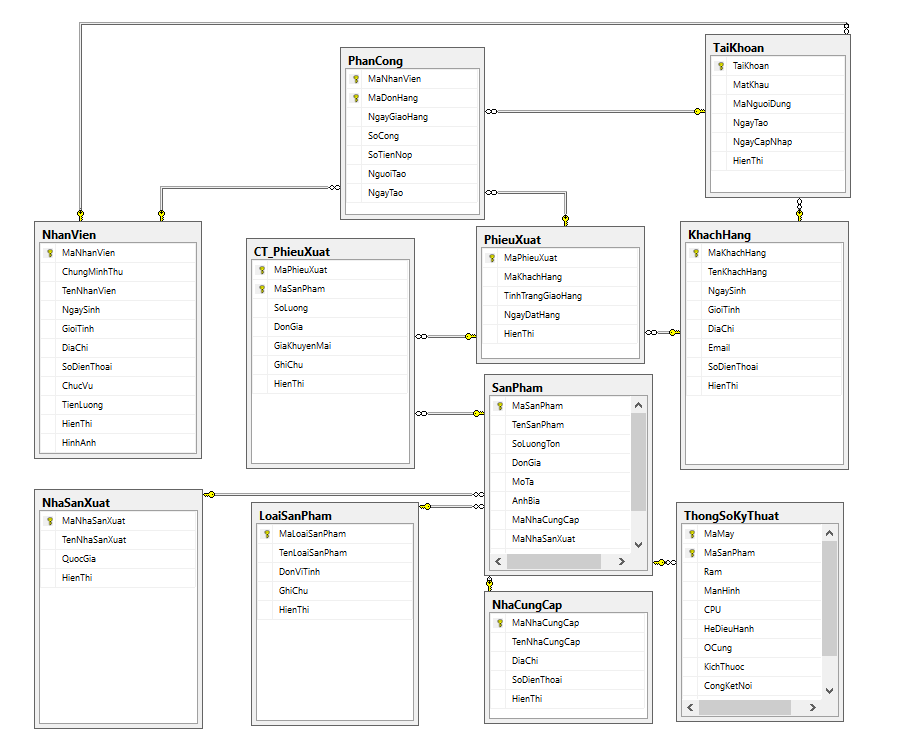 PhanCong
MaNhanVien
MaDonHang
NgayGiaoHang
SoCong
SoTienNop
NguoiTao
NgayTao
TaiKhoan
TaiKhoan
MatKhau
MaNguoiDung
NgayTao
NgayCapNhap
HienThi
NhanVien
MaNhanVien
ChungMinhThu
TenNhanVien
NgaySinh
GioiTinh
DiaChi
SoDienThoai
ChucVu
TienLuong
HienThi
HinhAnh
CT_PhieuXuat
MaPhieuXuat
MaSanPham
SoLuong
DonGia
GiaKhuyenMai
GhiChu
HienThi
PhieuXuat
MaPhieuXuat
MaKhachHang
TinhTrangGiaoHang
NgayDatHang
HienThi
KhachHang
MaKhachHang
TenKhachHang
NgaySinh
GioiTinh
DiaChi
Email
SoDienThoai
HienThi
SanPham
MaSanPham
TenSanPham
SoLuongTon
DonGia
MoTa
AnhBia
MaNhaCungCap
MaNhaSanXuat
NhaSanXuat
MaNhaSanXuat
TenNhaSanXuat
QuocGia
HienThi
LoaiSanPham
MaLoaiSanPham
TenLoaiSanPham
DonViTinh
GhiChu
HienThi
NhaCungCap
MaNhaCungCap
TenNhaCungCap
DiaChi
SoDienThoai
HienThi
ThongSoKyThuat
MaMay
MaSanPham
Ram
ManHinh
CPU
HeDieuHanh
OCung
KichThuoc
CongKetNoi